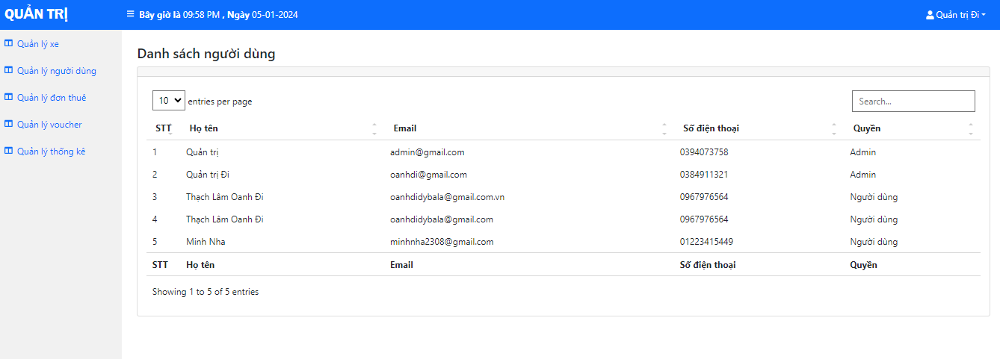 QUẢN TRỊ
Bây giờ là 09:58 PM , Ngày 05-01-2024
Quản trị Đi
Quản lý xe
Quản lý người dùng
Quản lý đơn thuê
Quản lý voucher
Quản lý thống kê
Danh sách người dùng
10 entries per page
Search...
STT Họ tên Email Số điện thoại Quyền
1 Quản trị admin@gmail.com 0394073758 Admin
2 Quản trị Đi oanhdi@gmail.com 0384911321 Admin
3 Thạch Lâm Oanh Đi oanhdidybala@gmail.com.vn 0967976564 Người dùng
4 Thạch Lâm Oanh Đi oanhdidybala@gmail.com 0967976564 Người dùng
5 Minh Nha minhnha2308@gmail.com 01223415449 Người dùng
STT Họ tên Email Số điện thoại Quyền
Showing 1 to 5 of 5 entries